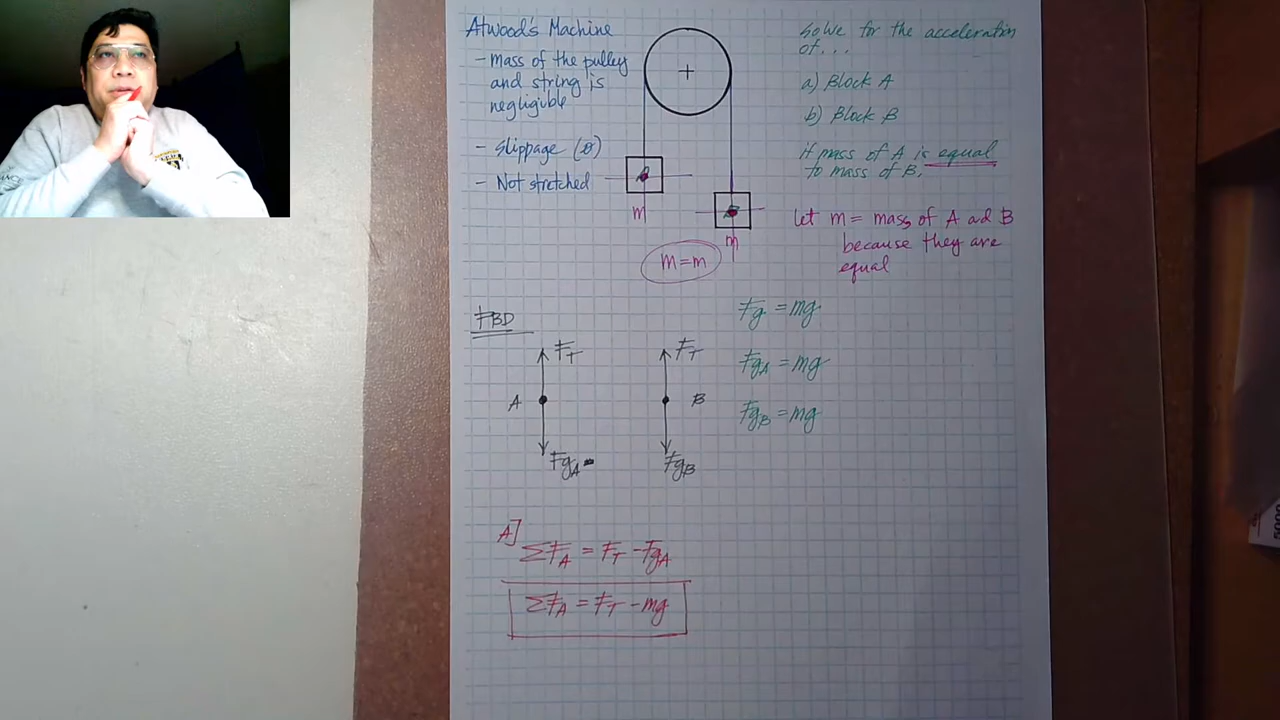 Atwood's Machine
- Mass of the pulley
and string is
negligible
- Slippage (Ø)
- Not stretched
A
m
B
m
m = m
Solve for the acceleration
of...
a) Block A
b) Block B
if mass of A is equal
to mass of B.
Let m = mass of A ad B
because they are
equal
FBD
FT
A
FgA
FT
B
FgB
Fg = mg
FgA = mg
FgB = mg
A]
ΣFA = FT - FgA
ΣFA = FT - mg